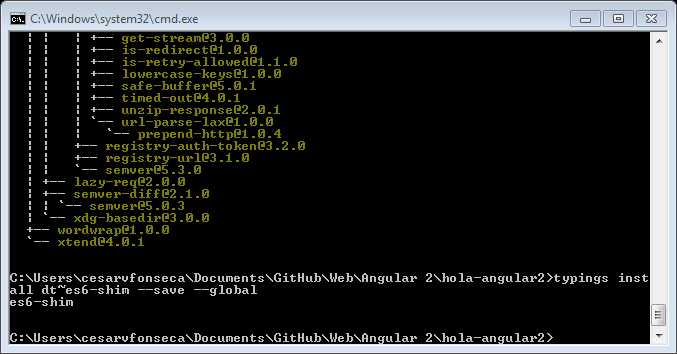 C:\Windows\system32\cmd.exe
| |   | +-- get-stream@3.0.0
| |   | +-- is-redirect@1.0.0
| |   | +-- is-retry-allowed@1.1.0
| |   | +-- lowercase-keys@1.0.0
| |   | +-- safe-buffer@5.0.1
| |   | +-- timed-out@4.0.1
| |   | +-- unzip-response@2.0.1
| |   | `-- url-parse-lax@1.0.0
| |   |   `-- prepend-http@1.0.4
| |   +-- registry-auth-token@3.2.0
| |   +-- registry-url@3.1.0
| |   `-- semver@5.3.0
| +-- lazy-req@2.0.0
| +-- semver-diff@2.1.0
| | `-- semver@5.0.3
| `-- xdg-basedir@3.0.0
+-- wordwrap@1.0.0
`-- xtend@4.0.1
C:\Users\cesarvfonseca\Documents\GitHub\Web\Angular 2\hola-angular2>typings inst
all dt~es6-shim --save --global
es6-shim
C:\Users\cesarvfonseca\Documents\GitHub\Web\Angular 2\hola-angular2>